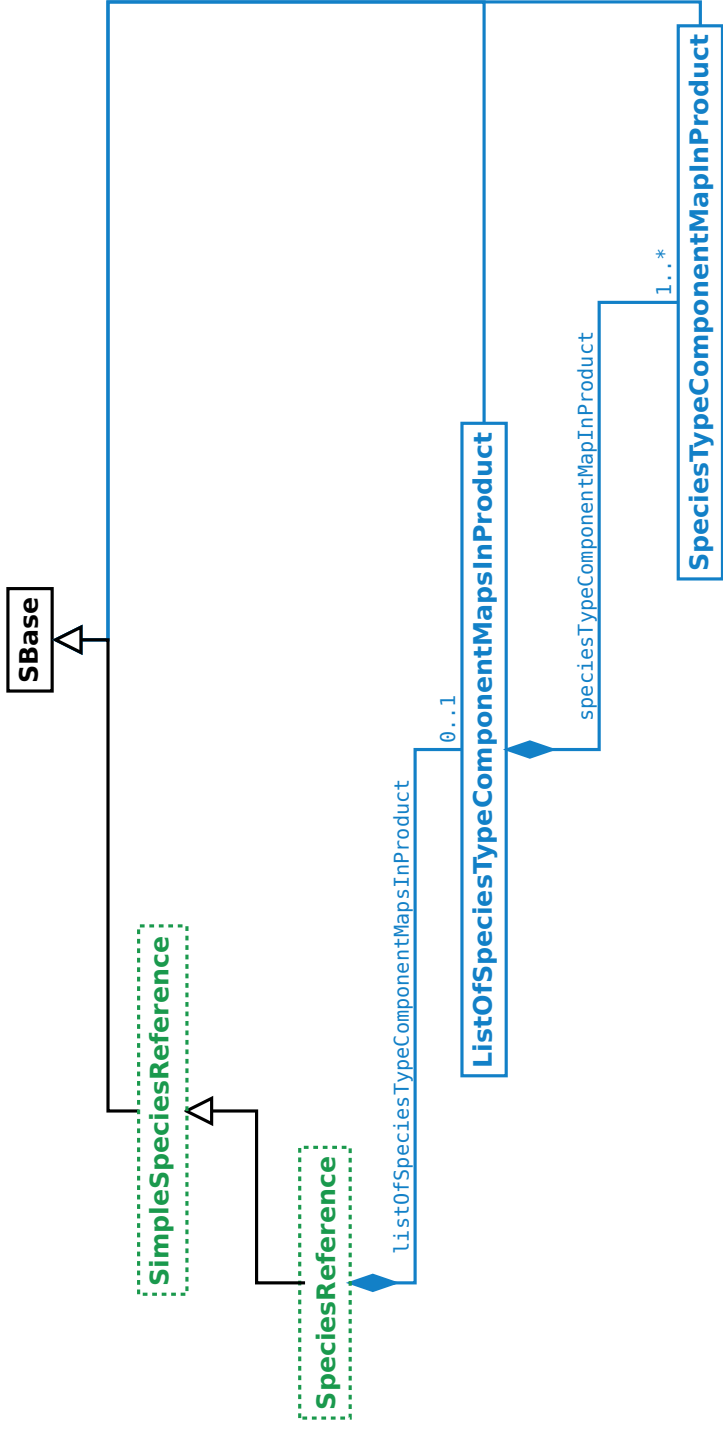 SBase
SimpleSpeciesReference
SpeciesReference
listOfSpeciesTypeComponentMapsInProduct
0..1
ListOfSpeciesTypeComponentMapsInProduct
speciesTypeComponentMapInProduct
1..*
SpeciesTypeComponentMapInProduct